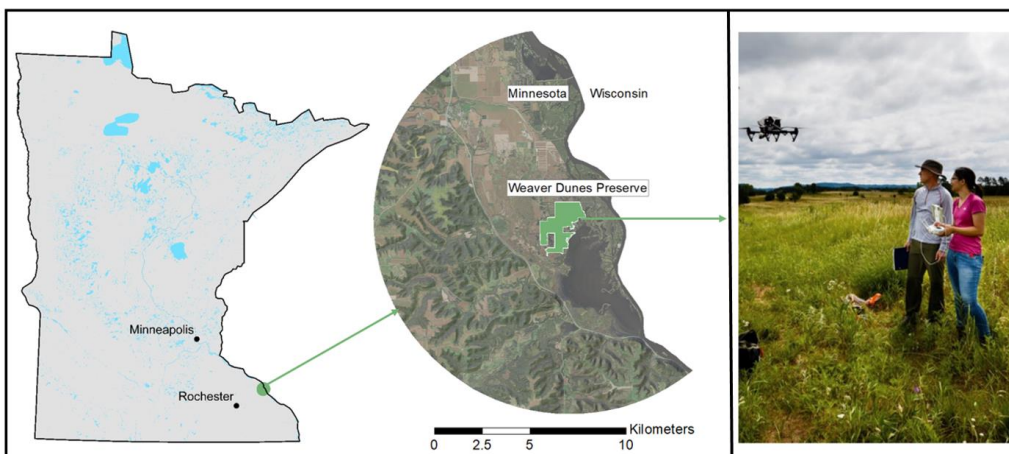 Minneapolis
Rochester
Minnesota
Wisconsin
Weaver Dunes Preserve
Kilometers
0 2.5 5 10